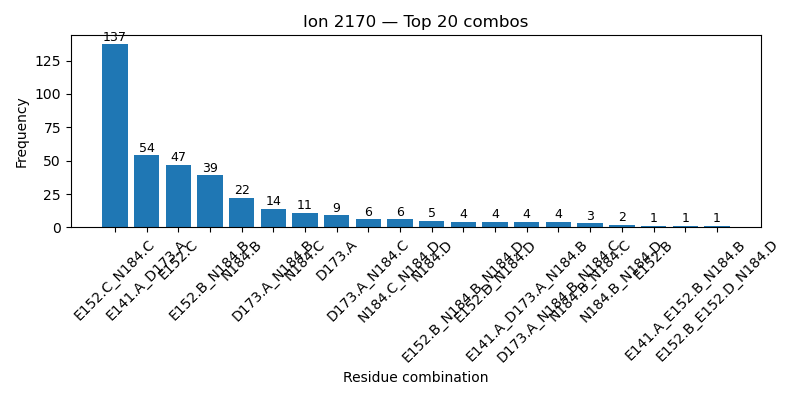 Ion 2170 — Top 20 combos
Frequency
125
100
75
50
25
0
137
54
47
39
22
14
11
9
6
6
5
4
4
4
4
3
2
1
1
1
E152.C_N184.C
E141.A_D173.A
E152.C
E152.B_N184.B
N184.B
D173.A_N184.B
N184.C
D173.A
D173.A_N184.C
N184.C_N184.D
N184.D
E152.B_N184.B_N184.D
E152.D_N184.D
E141.A_D173.A_N184.B
D173.A_N184.B_N184.C
N184.B_N184.C
N184.B_N184.D
E152.B
E141.A_E152.B_N184.B
E152.B_E152.D_N184.D
Residue combination